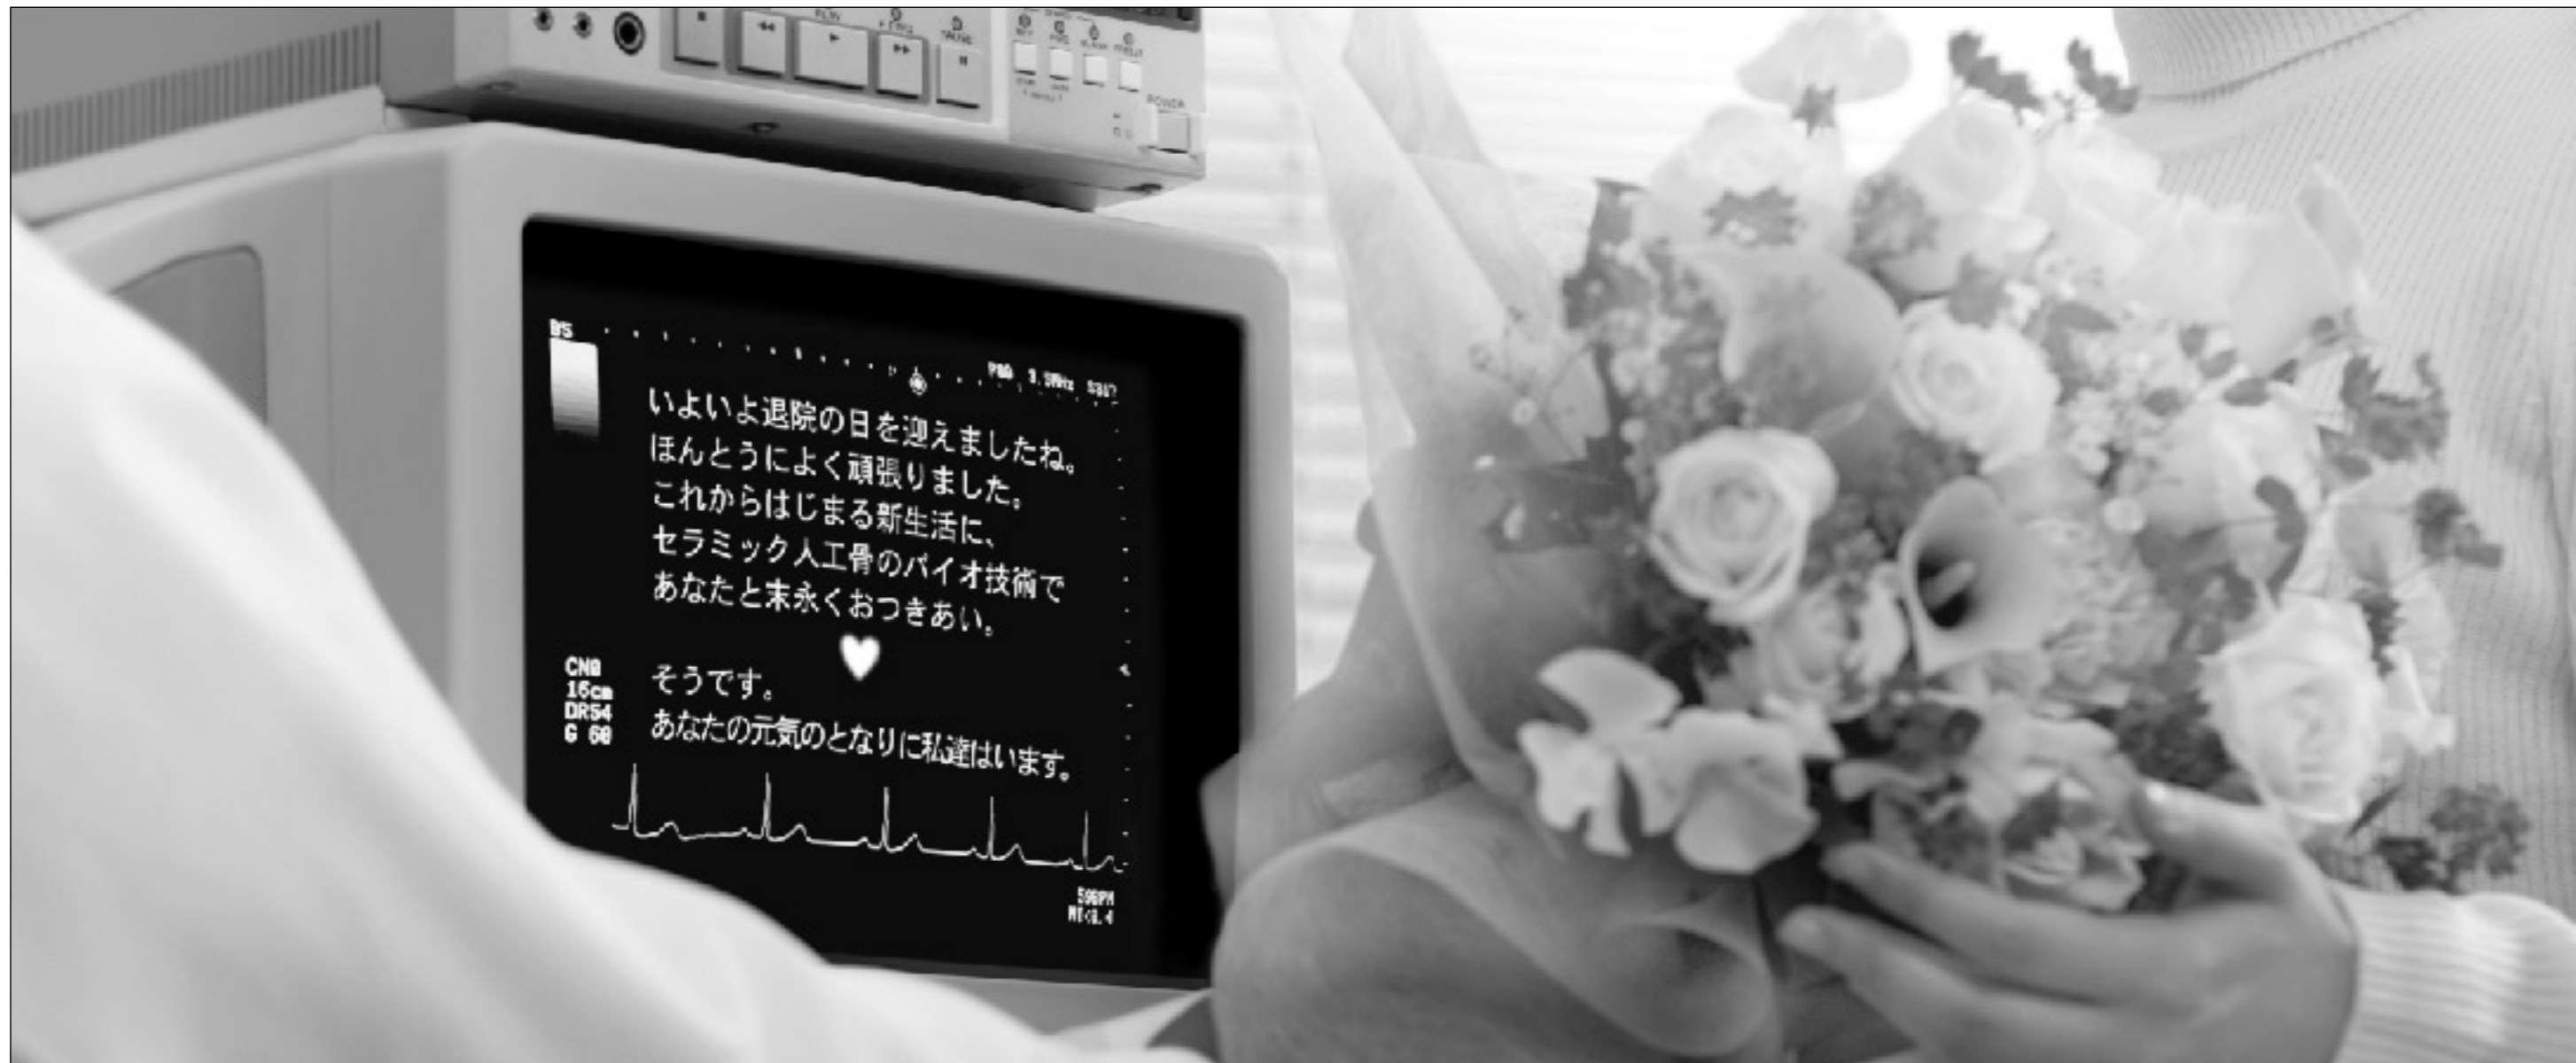 PLAY
POWER
B5
いよいよ退院の日を迎えましたね。
ほんとうによく頑張りました。
これからはじまる新生活に、
セラミック人工骨のバイオ技術で
あなたと末永くおつきあい。
そうです。
あなたの元気のとなりに私達はいます。
CN0
16cm
DR54
G 60